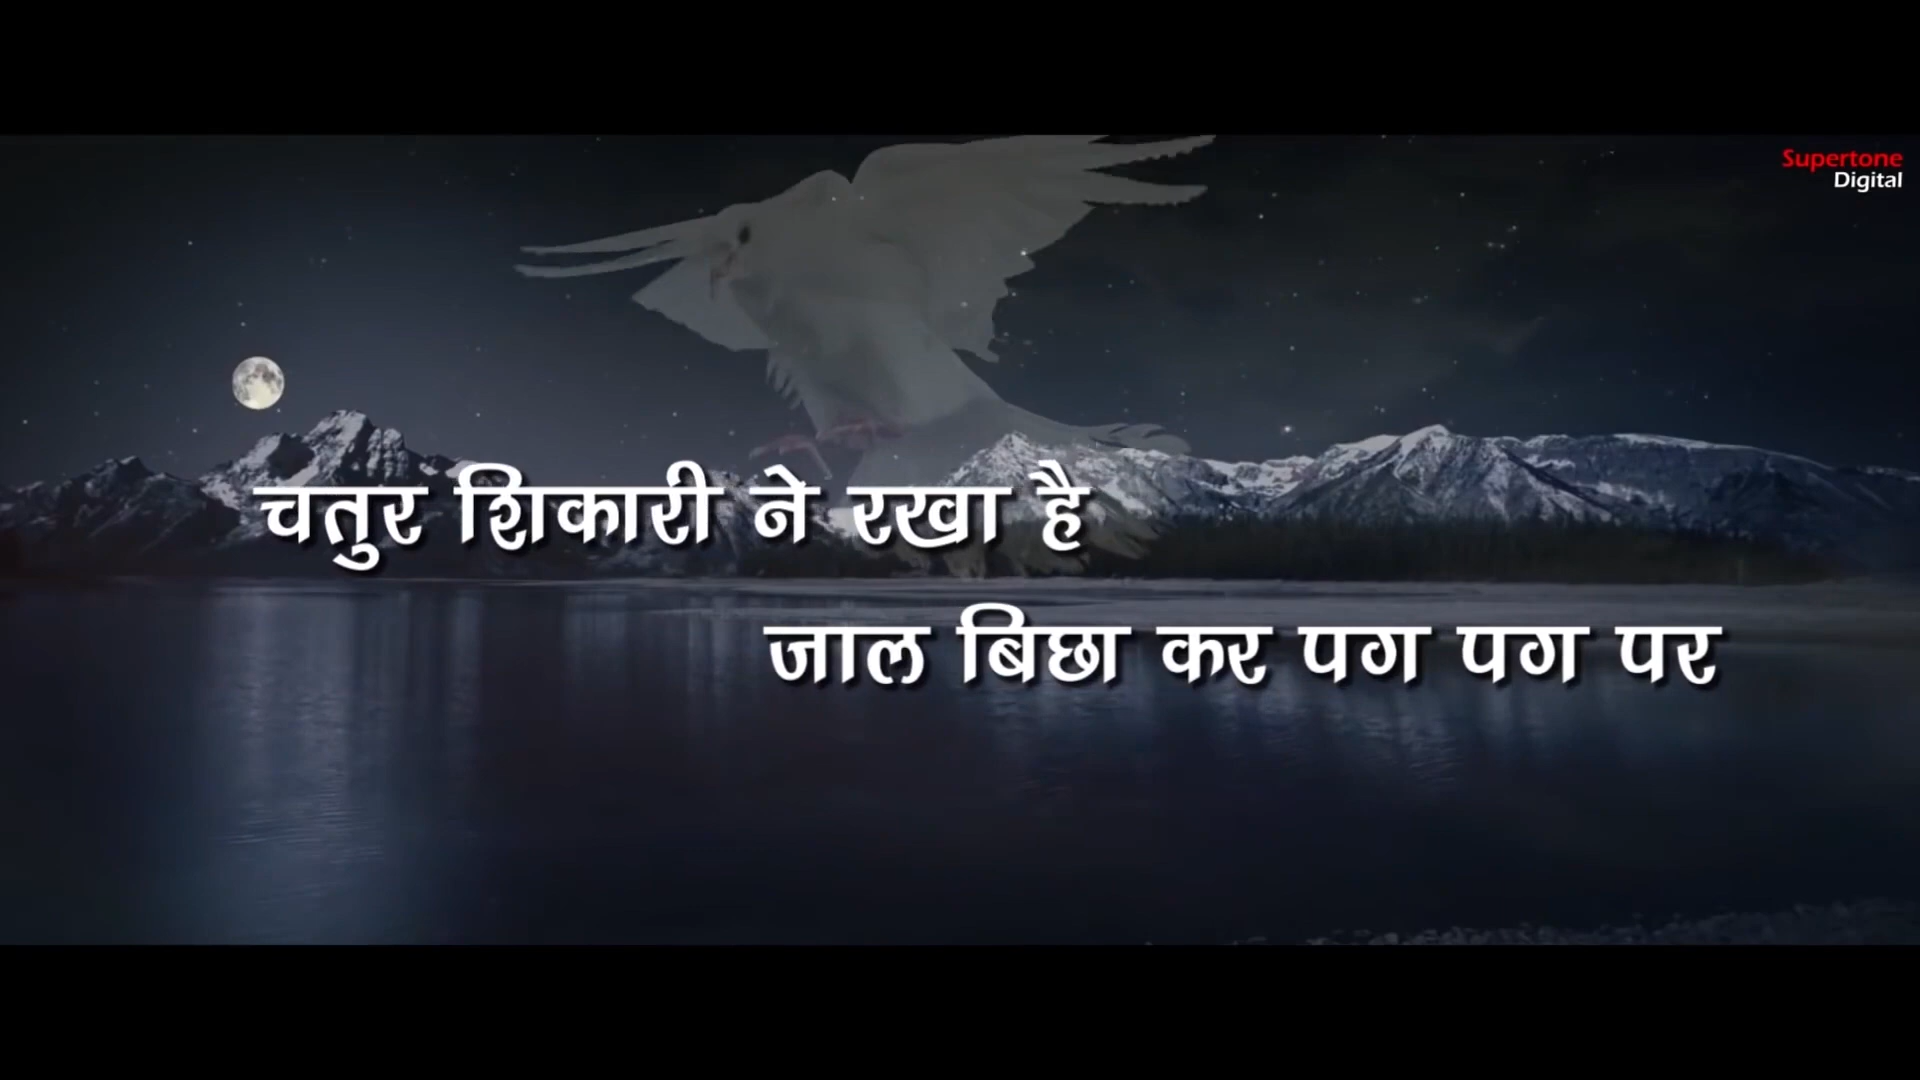 Supertone
Digital
चतुर शिकारी ने रखा है
जाल बिछा कर पग पग पर